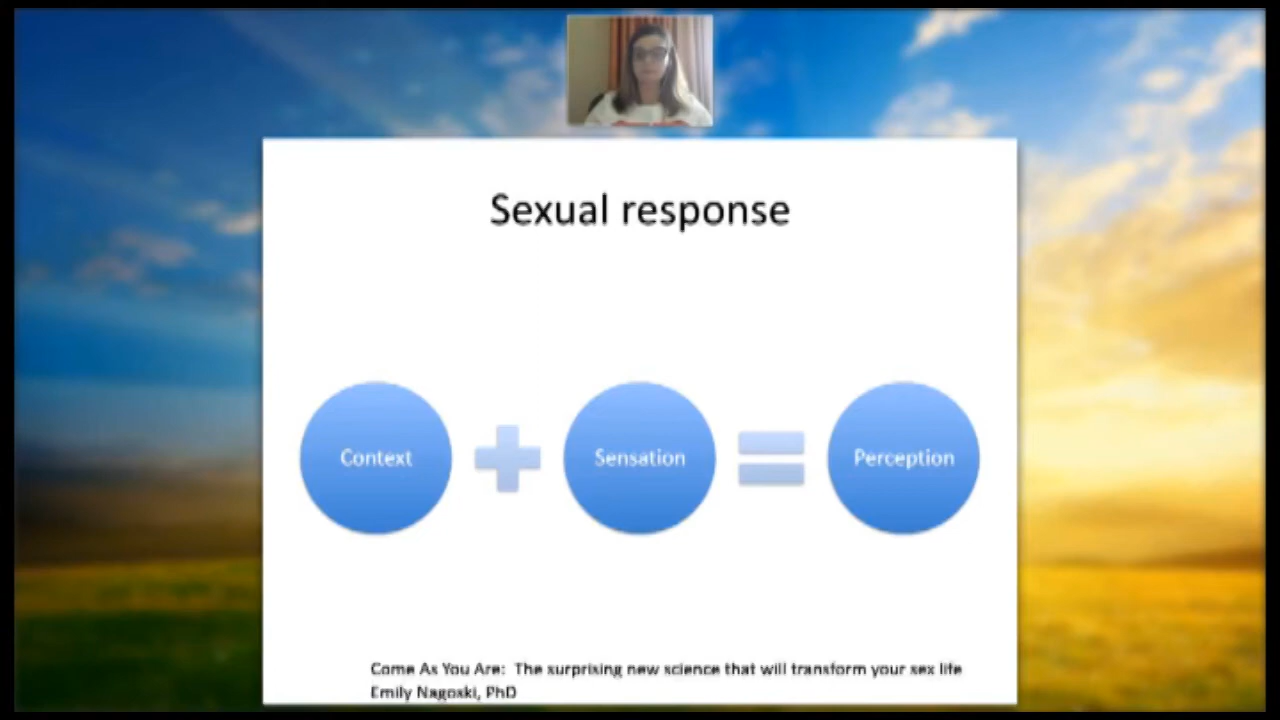 Sexual response
Context
Sensation
Perception
Come As You Are: The surprising new science that will transform your sex life
Emily Nagoski, PhD